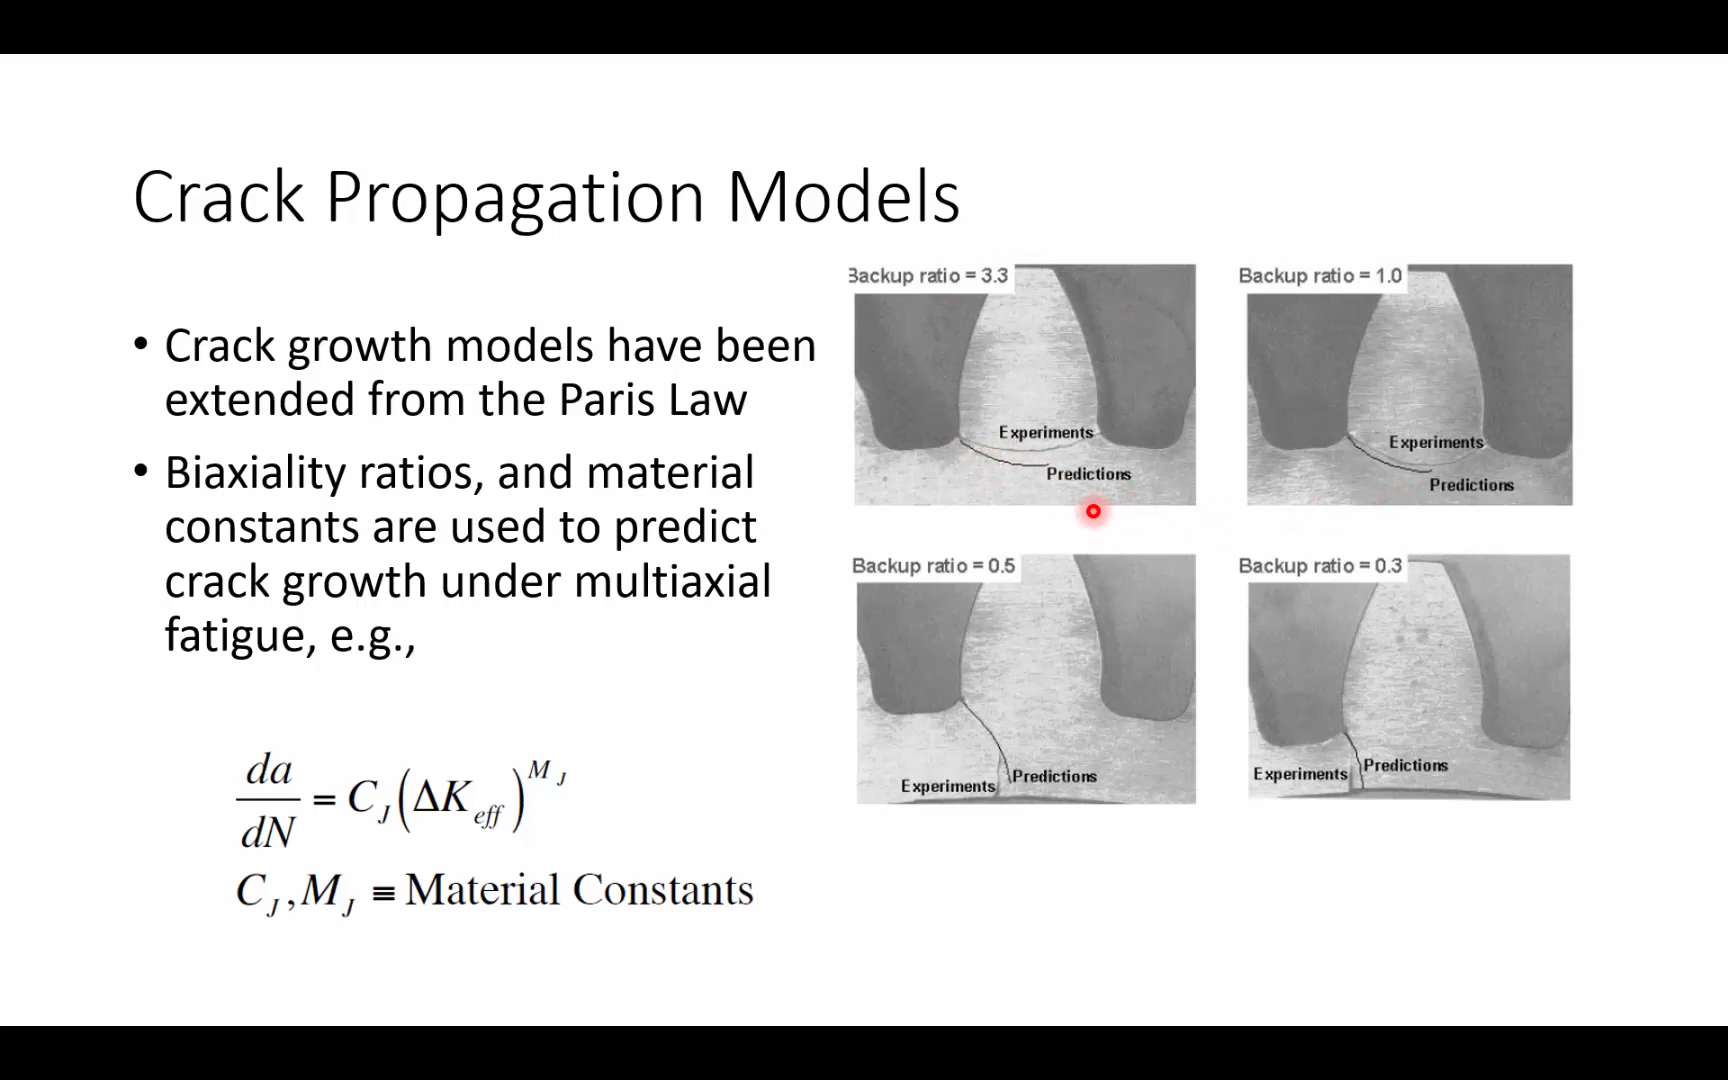 Crack Propagation Models
• Crack growth models have been
extended from the Paris Law
• Biaxiality ratios, and material
constants are used to predict
crack growth under multiaxial
fatigue, e.g.,
da/dN = C_J(ΔK_eff)^{M_J}
C_J, M_J ≡ Material Constants
Backup ratio = 3.3
Experiments
Predictions
Backup ratio = 1.0
Experiments
Predictions
Backup ratio = 0.5
Predictions
Experiments
Backup ratio = 0.3
Predictions
Experiments